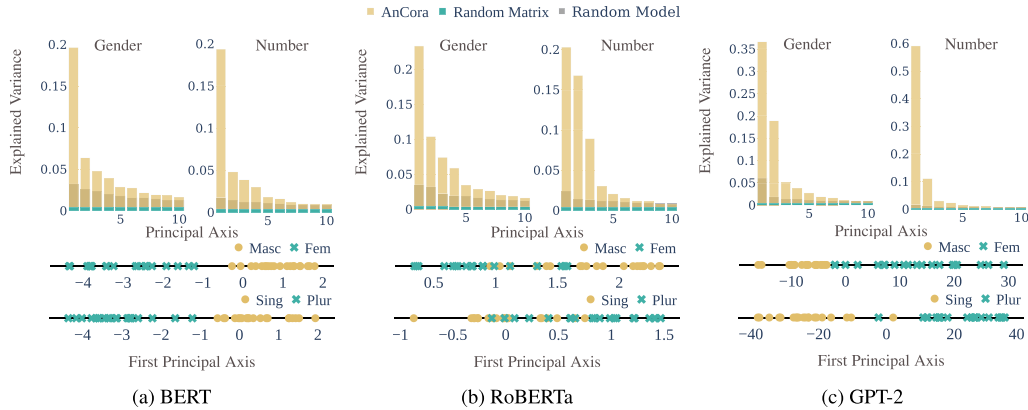 AnCora Random Matrix Random Model
Gender Number
Explained Variance
0.2
0.15
0.1
0.05
0
5 10
0.2
0.15
0.1
0.05
0
5 10
Principal Axis
Gender Number
Explained Variance
0.2
0.15
0.1
0.05
0
5 10
0.2
0.15
0.1
0.05
0
5 10
Principal Axis
Gender Number
Explained Variance
0.35
0.3
0.25
0.2
0.15
0.1
0.05
0
5 10
0.6
0.5
0.4
0.3
0.2
0.1
0
5 10
Principal Axis
Masc Fem
−4 −3 −2 −1 0 1 2
Sing Plur
−4 −3 −2 −1 0 1 2
First Principal Axis
Masc Fem
0.5 1 1.5 2
Sing Plur
−1 −0.5 0 0.5 1 1.5
First Principal Axis
Masc Fem
−10 0 10 20 30
Sing Plur
−40 −20 0 20 40
First Principal Axis
(a) BERT
(b) RoBERTa
(c) GPT-2